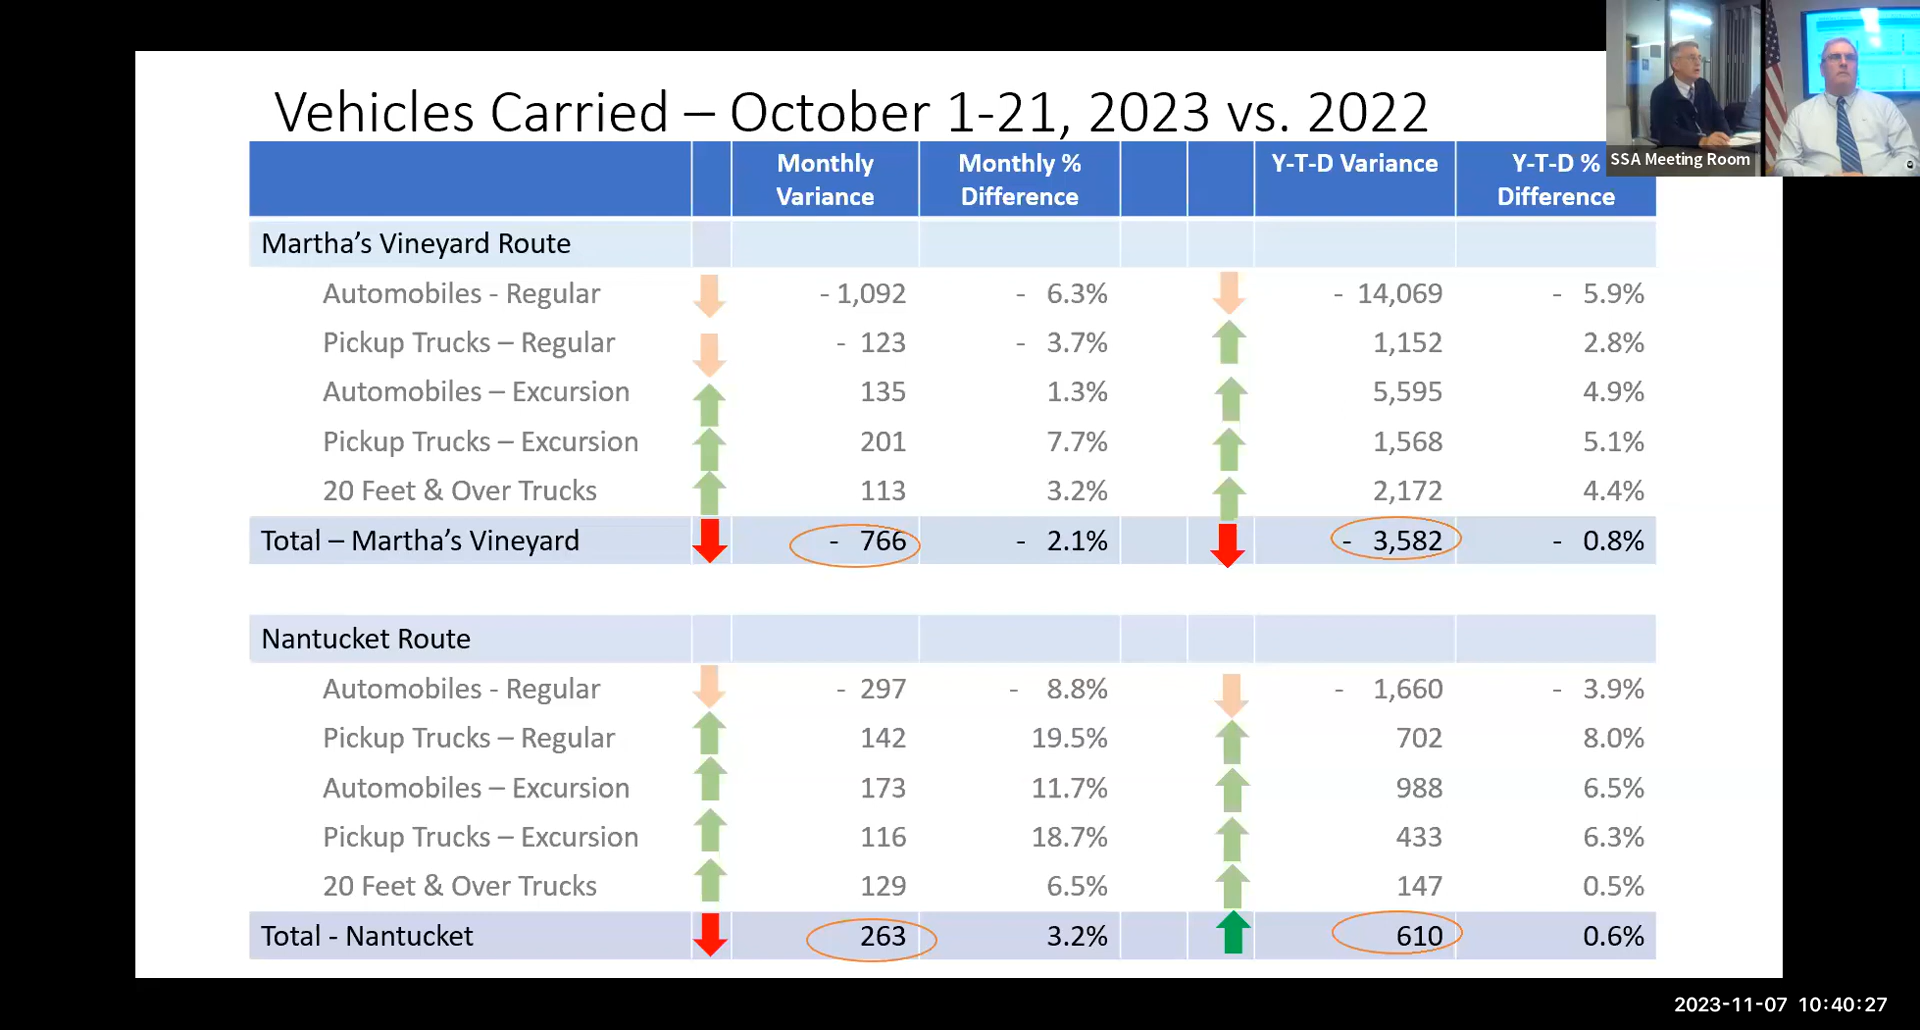 Vehicles Carried – October 1-21, 2023 vs. 2022
SSA Meeting Room
Monthly Variance Monthly % Difference Y-T-D Variance Y-T-D % Difference
Martha’s Vineyard Route
Automobiles - Regular - 1,092 - 6.3% - 14,069 - 5.9%
Pickup Trucks – Regular - 123 - 3.7% 1,152 2.8%
Automobiles – Excursion 135 1.3% 5,595 4.9%
Pickup Trucks – Excursion 201 7.7% 1,568 5.1%
20 Feet & Over Trucks 113 3.2% 2,172 4.4%
Total – Martha’s Vineyard - 766 - 2.1% - 3,582 - 0.8%
Nantucket Route
Automobiles - Regular - 297 - 8.8% - 1,660 - 3.9%
Pickup Trucks – Regular 142 19.5% 702 8.0%
Automobiles – Excursion 173 11.7% 988 6.5%
Pickup Trucks – Excursion 116 18.7% 433 6.3%
20 Feet & Over Trucks 129 6.5% 147 0.5%
Total - Nantucket 263 3.2% 610 0.6%
2023-11-07 10:40:27